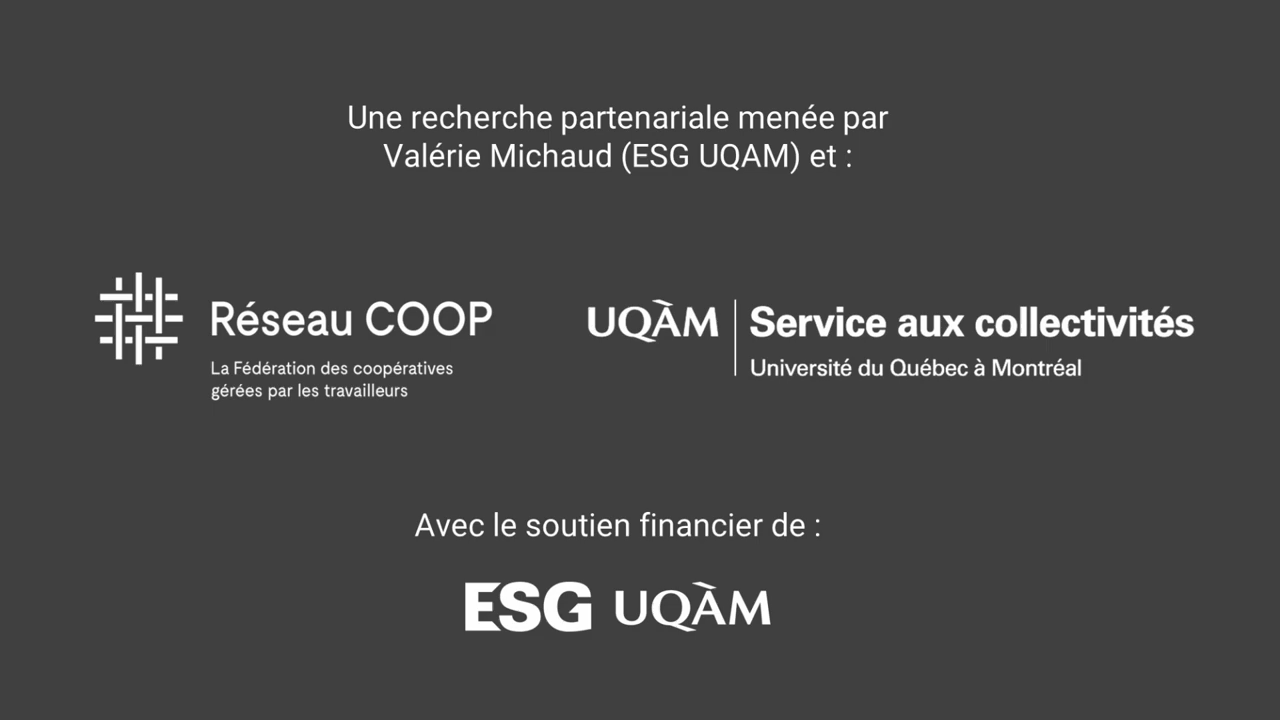 Une recherche partenariale menée par
Valérie Michaud (ESG UQAM) et :
Réseau COOP
La Fédération des coopératives
gérées par les travailleurs
UQÀM
Service aux collectivités
Université du Québec à Montréal
Avec le soutien financier de :
ESG UQÀM